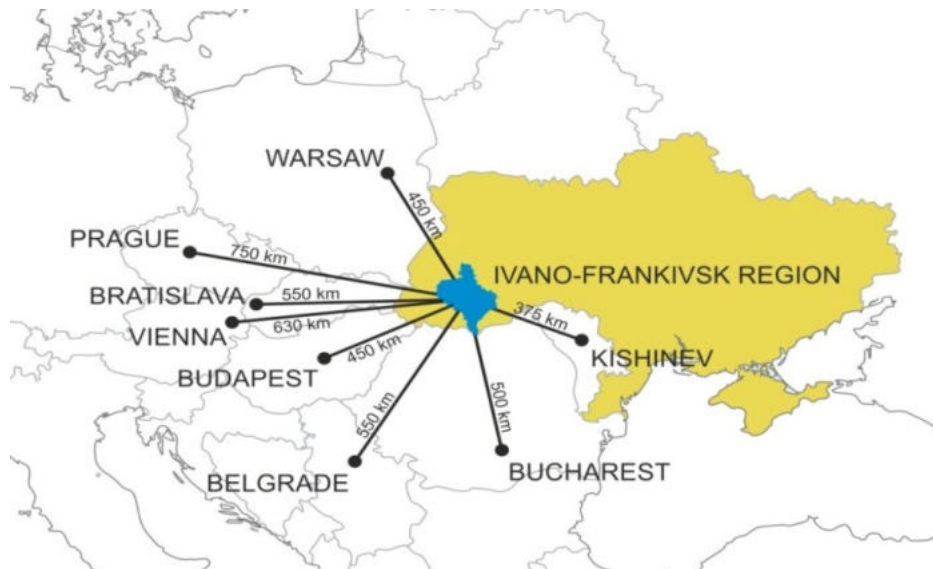 WARSAW
450 km
PRAGUE
750 km
IVANO-FRANKIVSK REGION
BRATISLAVA
550 km
VIENNA
630 km
375 km
KISHINEV
BUDAPEST
450 km
550 km
500 km
BELGRADE
BUCHAREST